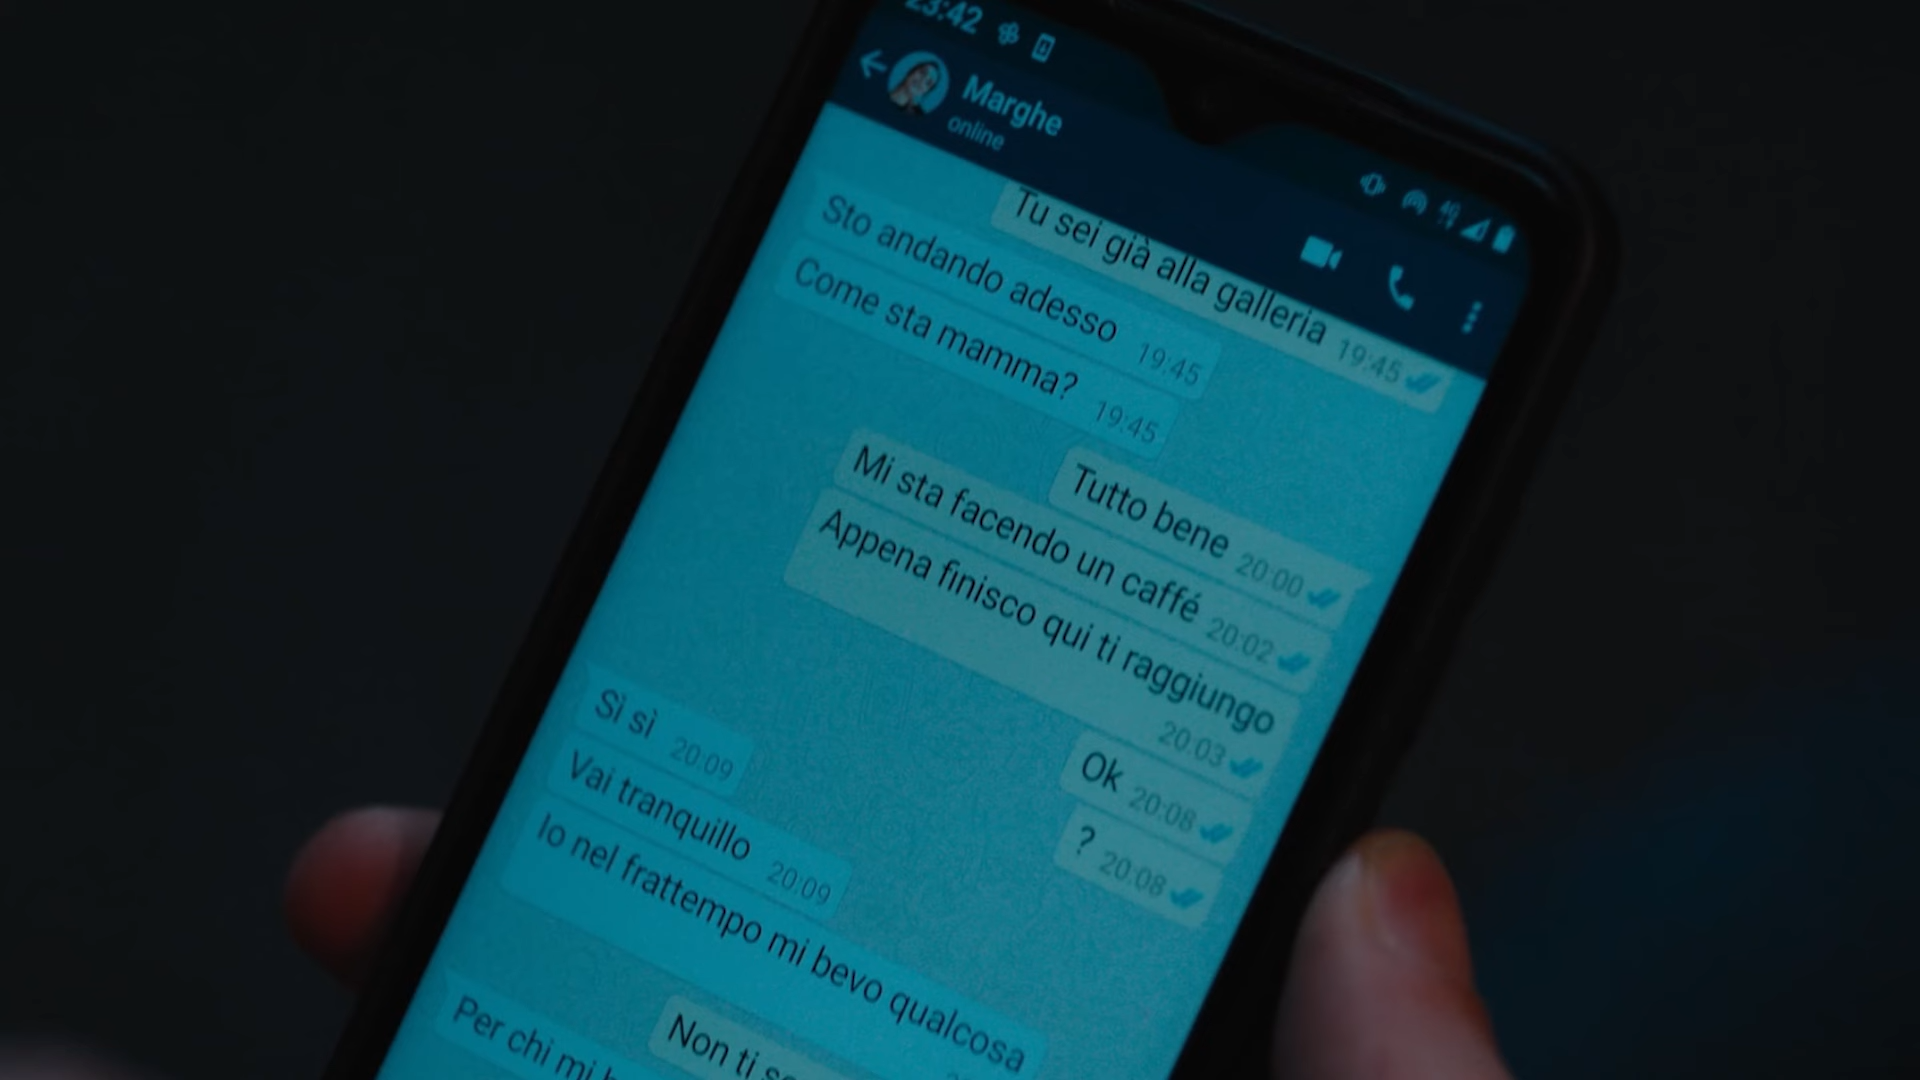 23:42
Marghe
online
Tu sei già alla galleria 19:45
Sto andando adesso 19:45
Come sta mamma? 19:45
Tutto bene 20:00
Mi sta facendo un caffé 20:02
Appena finisco qui ti raggiungo
20:03
Ok 20:08
? 20:08
Sì sì 20:09
Vai tranquillo 20:09
Io nel frattempo mi bevo qualcosa
Non ti
Per chi mi